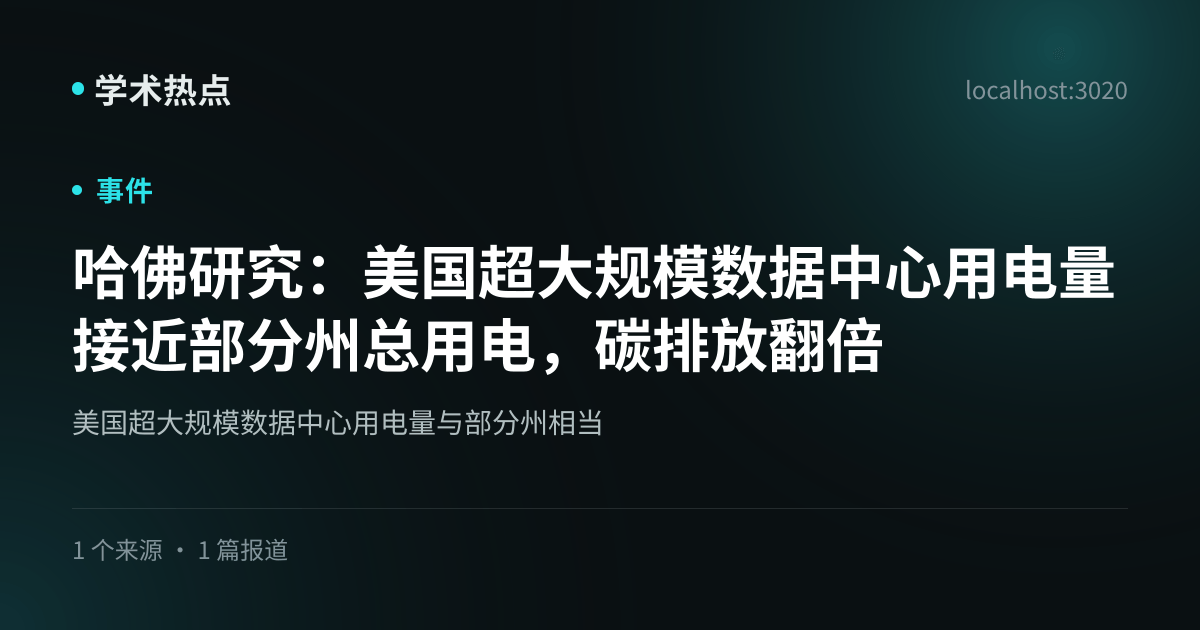 学术热点
localhost:3020
事件
哈佛研究：美国超大规模数据中心用电量
接近部分州总用电，碳排放翻倍
美国超大规模数据中心用电量与部分州相当
1 个来源 · 1 篇报道